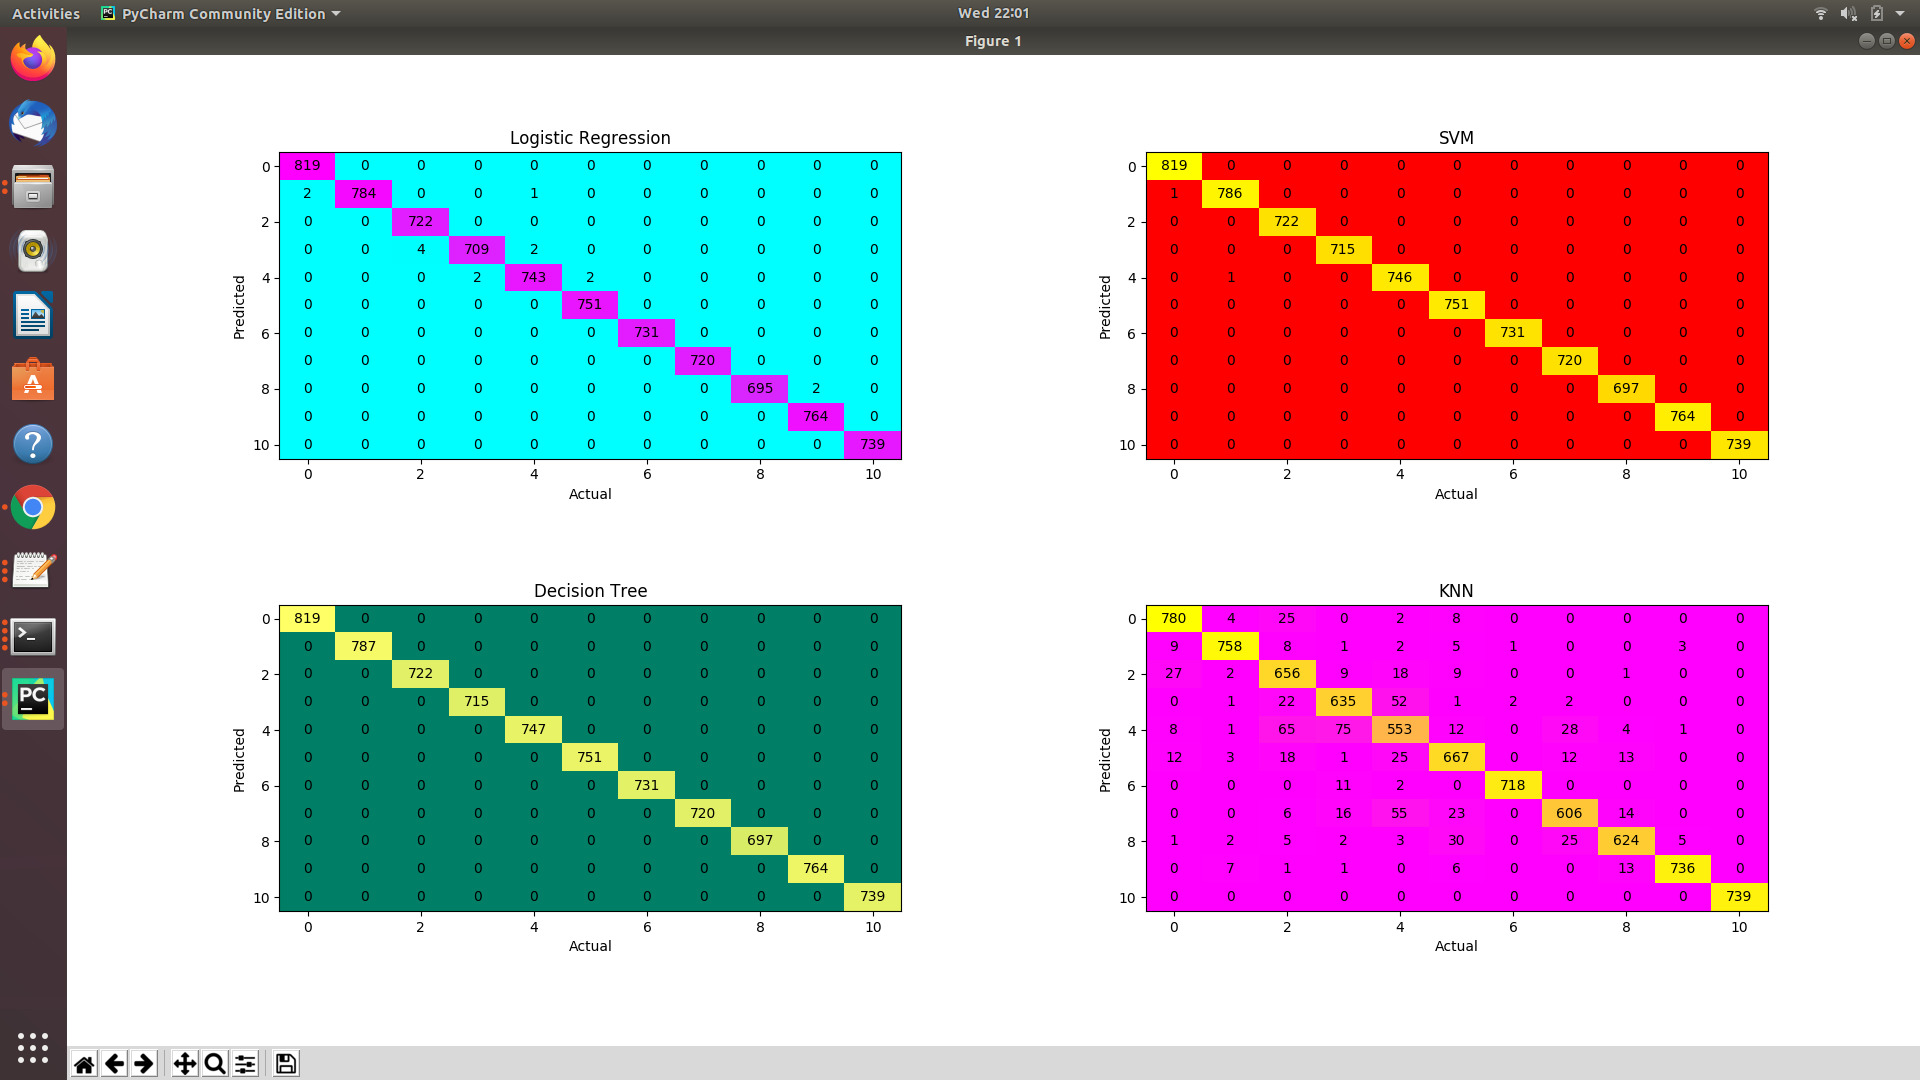 Activities PyCharm Community Edition Wed 22:01
Figure 1
Logistic Regression
0 819 0 0 0 0 0 0 0 0 0 0
2 784 0 0 1 0 0 0 0 0 0
2 0 0 722 0 0 0 0 0 0 0 0
0 0 4 709 2 0 0 0 0 0 0
4 0 0 0 2 743 2 0 0 0 0 0
0 0 0 0 0 751 0 0 0 0 0
6 0 0 0 0 0 0 731 0 0 0 0
0 0 0 0 0 0 0 720 0 0 0
8 0 0 0 0 0 0 0 0 695 2 0
0 0 0 0 0 0 0 0 0 764 0
10 0 0 0 0 0 0 0 0 0 0 739
0 2 4 6 8 10
Predicted
Actual
SVM
0 819 0 0 0 0 0 0 0 0 0 0
1 786 0 0 0 0 0 0 0 0 0
2 0 0 722 0 0 0 0 0 0 0 0
0 0 0 715 0 0 0 0 0 0 0
4 0 1 0 0 746 0 0 0 0 0 0
0 0 0 0 0 751 0 0 0 0 0
6 0 0 0 0 0 0 731 0 0 0 0
0 0 0 0 0 0 0 720 0 0 0
8 0 0 0 0 0 0 0 0 697 0 0
0 0 0 0 0 0 0 0 0 764 0
10 0 0 0 0 0 0 0 0 0 0 739
0 2 4 6 8 10
Predicted
Actual
Decision Tree
0 819 0 0 0 0 0 0 0 0 0 0
0 787 0 0 0 0 0 0 0 0 0
2 0 0 722 0 0 0 0 0 0 0 0
0 0 0 715 0 0 0 0 0 0 0
4 0 0 0 0 747 0 0 0 0 0 0
0 0 0 0 0 751 0 0 0 0 0
6 0 0 0 0 0 0 731 0 0 0 0
0 0 0 0 0 0 0 720 0 0 0
8 0 0 0 0 0 0 0 0 697 0 0
0 0 0 0 0 0 0 0 0 764 0
10 0 0 0 0 0 0 0 0 0 0 739
0 2 4 6 8 10
Predicted
Actual
KNN
0 780 4 25 0 2 8 0 0 0 0 0
9 758 8 1 2 5 1 0 0 3 0
2 27 2 656 9 18 9 0 0 1 0 0
0 1 22 635 52 1 2 2 0 0 0
4 8 1 65 75 553 12 0 28 4 1 0
12 3 18 1 25 667 0 12 13 0 0
6 0 0 0 11 2 0 718 0 0 0 0
0 0 6 16 55 23 0 606 14 0 0
8 1 2 5 2 3 30 0 25 624 5 0
0 7 1 1 0 6 0 0 13 736 0
10 0 0 0 0 0 0 0 0 0 0 739
0 2 4 6 8 10
Predicted
Actual
PC